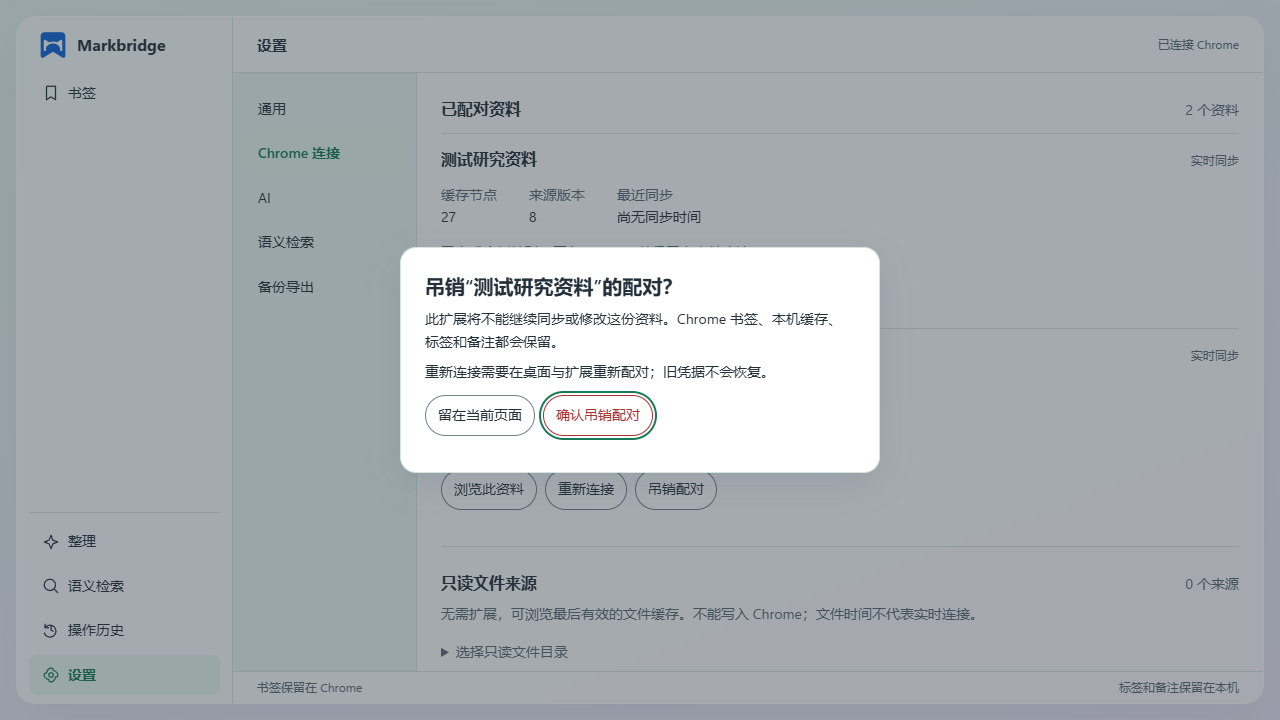 Markbridge
书签
整理
语义检索
操作历史
设置
设置
已连接 Chrome
通用
Chrome 连接
AI
语义检索
备份导出
已配对资料
2 个资料
测试研究资料
实时同步
缓存节点 来源版本 最近同步
27 8 尚无同步时间
实时同步
吊销“测试研究资料”的配对？
此扩展将不能继续同步或修改这份资料。Chrome 书签、本机缓存、
标签和备注都会保留。
重新连接需要在桌面与扩展重新配对；旧凭据不会恢复。
留在当前页面 确认吊销配对
浏览此资料 重新连接 吊销配对
只读文件来源
0 个来源
无需扩展，可浏览最后有效的文件缓存。不能写入 Chrome；文件时间不代表实时连接。
选择只读文件目录
书签保留在 Chrome
标签和备注保留在本机